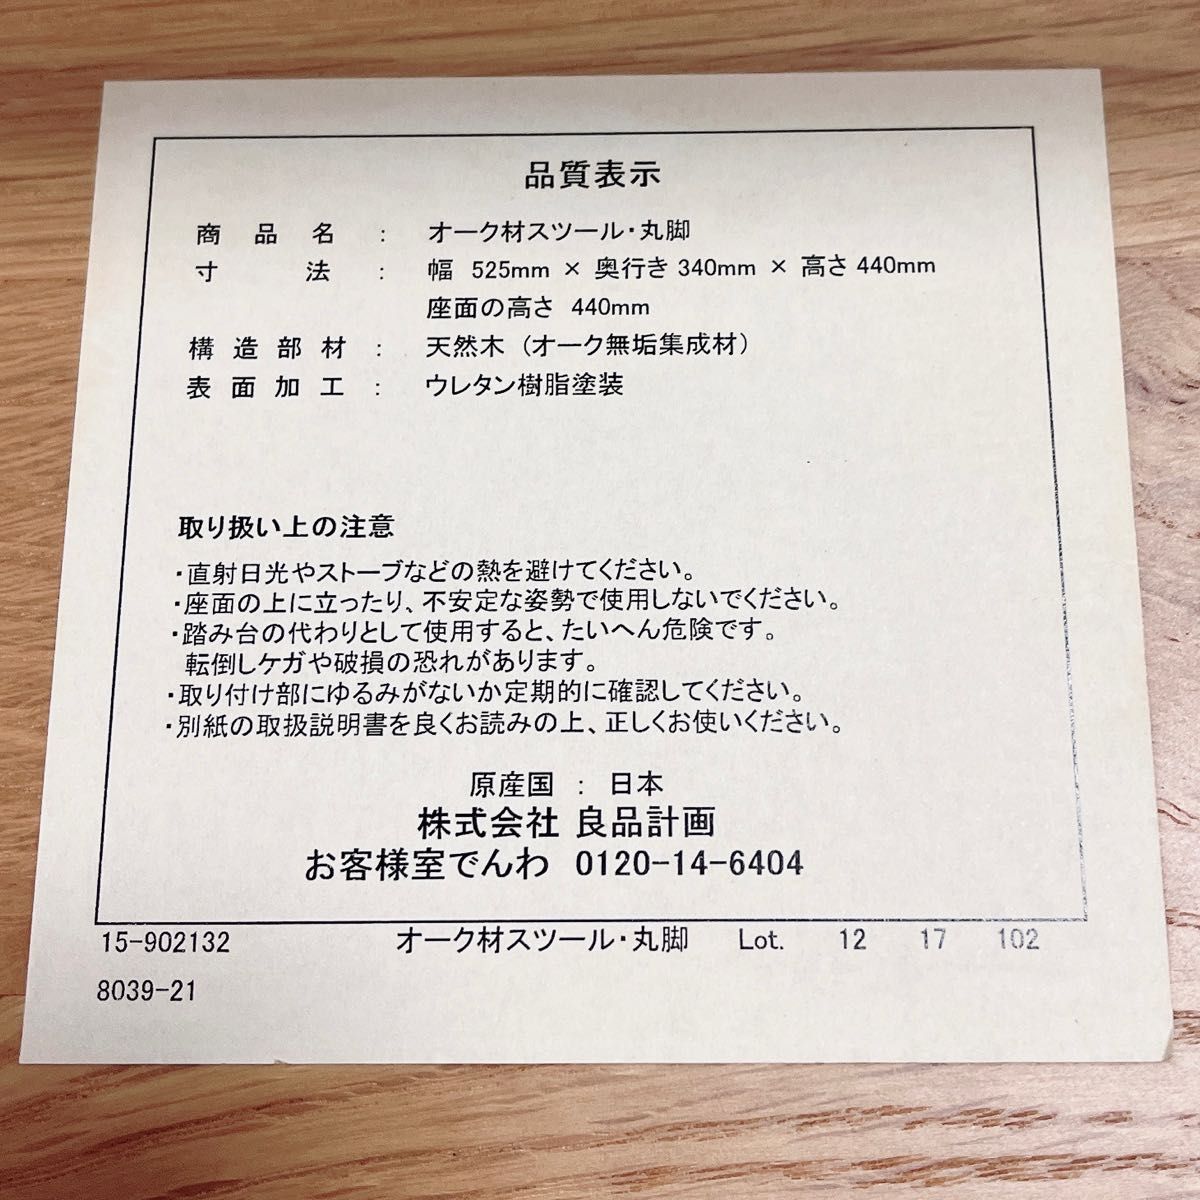 品質表示
商品名 : オーク材スツール・丸脚
寸法 : 幅 525mm × 奥行き 340mm × 高さ 440mm
座面の高さ 440mm
構造部材 : 天然木 (オーク無垢集成材)
表面加工 : ウレタン樹脂塗装
取り扱い上の注意
・直射日光やストーブなどの熱を避けてください。
・座面の上に立ったり、不安定な姿勢で使用しないでください。
・踏み台の代わりとして使用すると、たいへん危険です。
転倒しケガや破損の恐れがあります。
・取り付け部にゆるみがないか定期的に確認してください。
・別紙の取扱説明書を良くお読みの上、正しくお使いください。
原産国 : 日本
株式会社 良品計画
お客様室でんわ 0120-14-6404
15-902132 オーク材スツール・丸脚 Lot. 12 17 102
8039-21